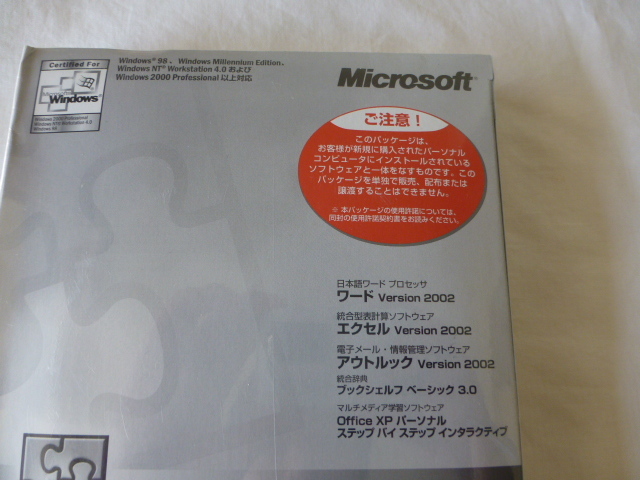 Certified For
Microsoft
Windows
Windows 2000 Professional
Windows NT Workstation 4.0
Windows 98
Windows® 98 、 Windows Millennium Edition、
Windows NT® Workstation 4.0 および
Windows 2000 Professional 以上対応
Microsoft®
ご注意！
このパッケージは、
お客様が新規に購入されたパーソナル
コンピュータにインストールされている
ソフトウェアと一体をなすものです。この
パッケージを単独で販売、配布または
譲渡することはできません。
※ 本パッケージの使用許諾については、
同封の使用許諾契約書をお読みください。
日本語ワード プロセッサ
ワード Version 2002
統合型表計算ソフトウェア
エクセル Version 2002
電子メール・情報管理ソフトウェア
アウトルック Version 2002
統合辞典
ブックシェルフ ベーシック 3.0
マルチメディア学習ソフトウェア
Office XP パーソナル
ステップ バイ ステップ インタラクティブ